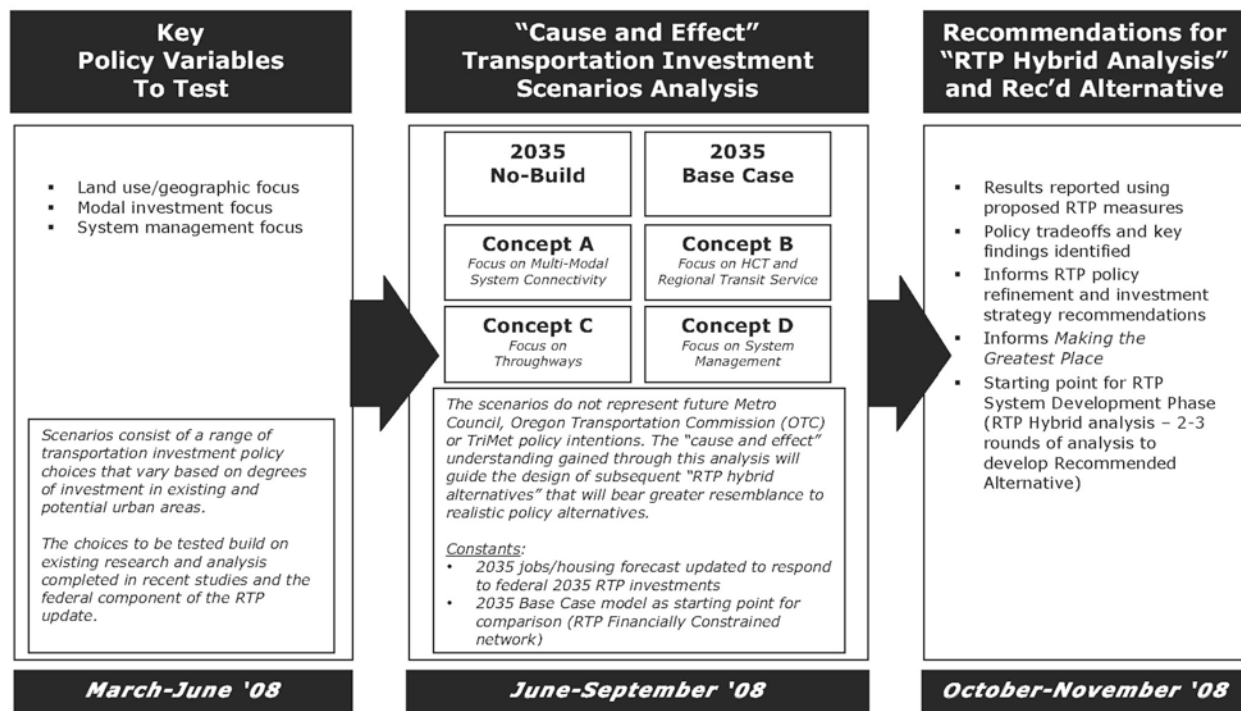 Key
Policy Variables
To Test
▪ Land use/geographic focus
▪ Modal investment focus
▪ System management focus
Scenarios consist of a range of
transportation investment policy
choices that vary based on degrees
of investment in existing and
potential urban areas.
The choices to be tested build on
existing research and analysis
completed in recent studies and the
federal component of the RTP
update.
March-June '08
“Cause and Effect”
Transportation Investment
Scenarios Analysis
2035
No-Build
2035
Base Case
Concept A
Focus on Multi-Modal
System Connectivity
Concept B
Focus on HCT and
Regional Transit Service
Concept C
Focus on
Throughways
Concept D
Focus on System
Management
The scenarios do not represent future Metro
Council, Oregon Transportation Commission (OTC)
or TriMet policy intentions. The “cause and effect”
understanding gained through this analysis will
guide the design of subsequent “RTP hybrid
alternatives” that will bear greater resemblance to
realistic policy alternatives.
Constants:
• 2035 jobs/housing forecast updated to respond
to federal 2035 RTP investments
• 2035 Base Case model as starting point for
comparison (RTP Financially Constrained
network)
June-September '08
Recommendations for
“RTP Hybrid Analysis”
and Rec’d Alternative
▪ Results reported using
proposed RTP measures
▪ Policy tradeoffs and key
findings identified
▪ Informs RTP policy
refinement and investment
strategy recommendations
▪ Informs Making the
Greatest Place
▪ Starting point for RTP
System Development Phase
(RTP Hybrid analysis – 2-3
rounds of analysis to
develop Recommended
Alternative)
October-November '08